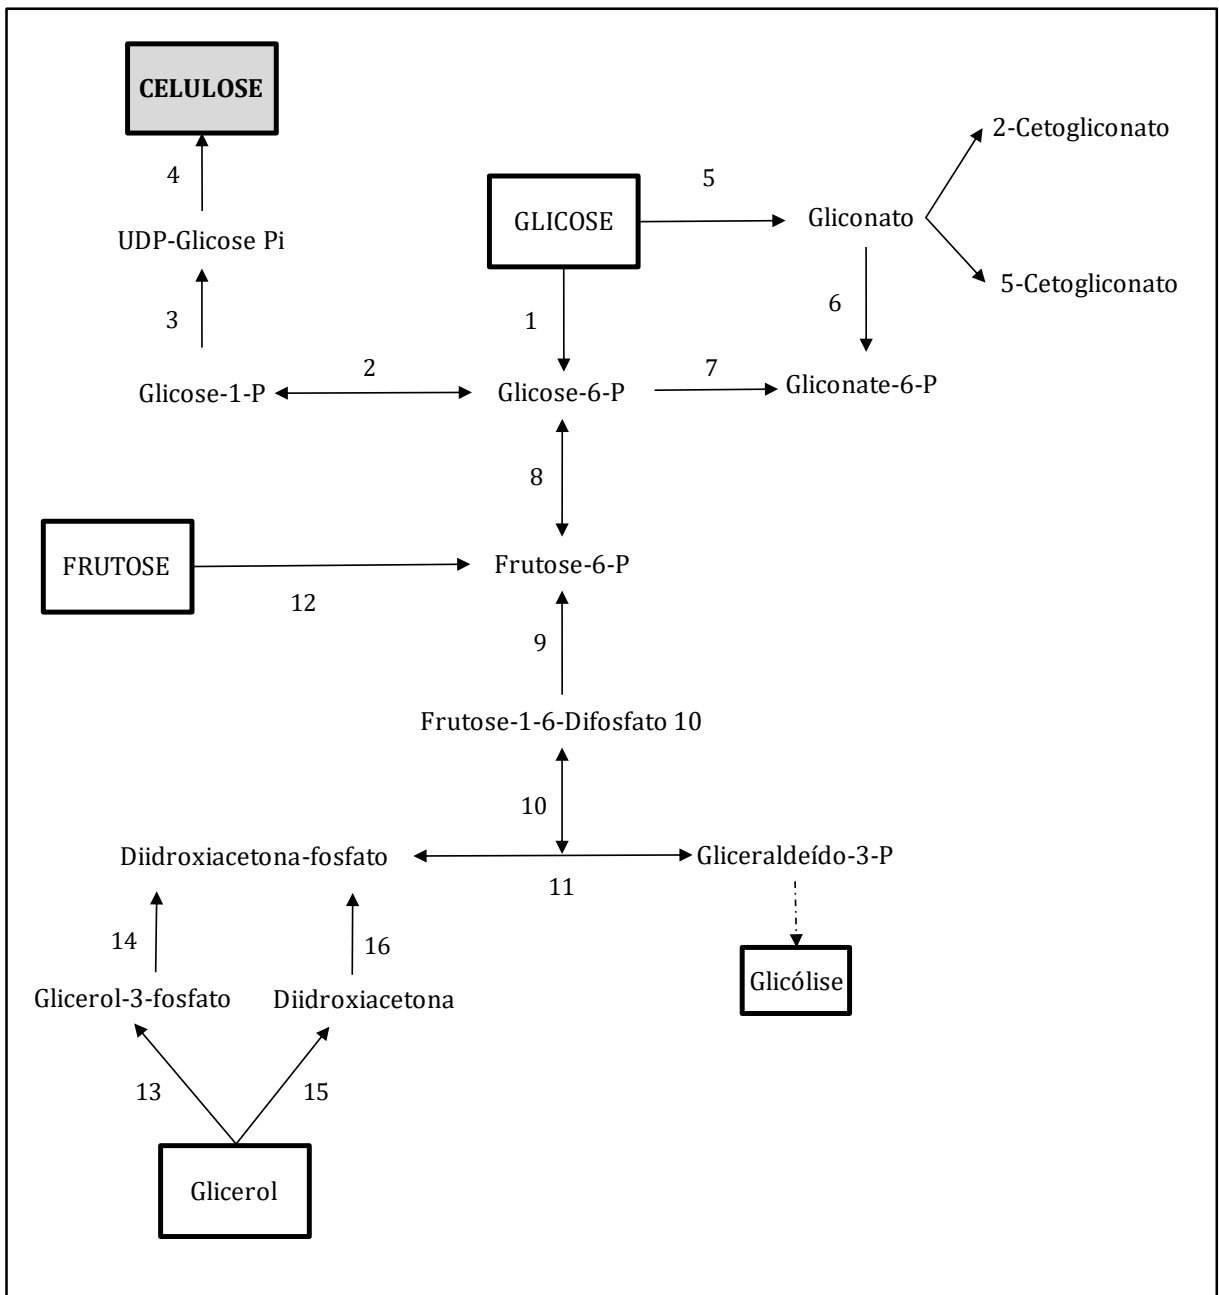 CELULOSE
2-Cetogliconato
4
5
GLICOSE
Gliconato
UDP-Glicose Pi
5-Cetogliconato
3
1
6
Glicose-1-P
2
Glicose-6-P
7
Gliconate-6-P
8
FRUTOSE
Frutose-6-P
12
9
Frutose-1-6-Difosfato 10
10
Diidroxiacetona-fosfato
Gliceraldeído-3-P
11
14
16
Glicólise
Glicerol-3-fosfato
Diidroxiacetona
13
15
Glicerol